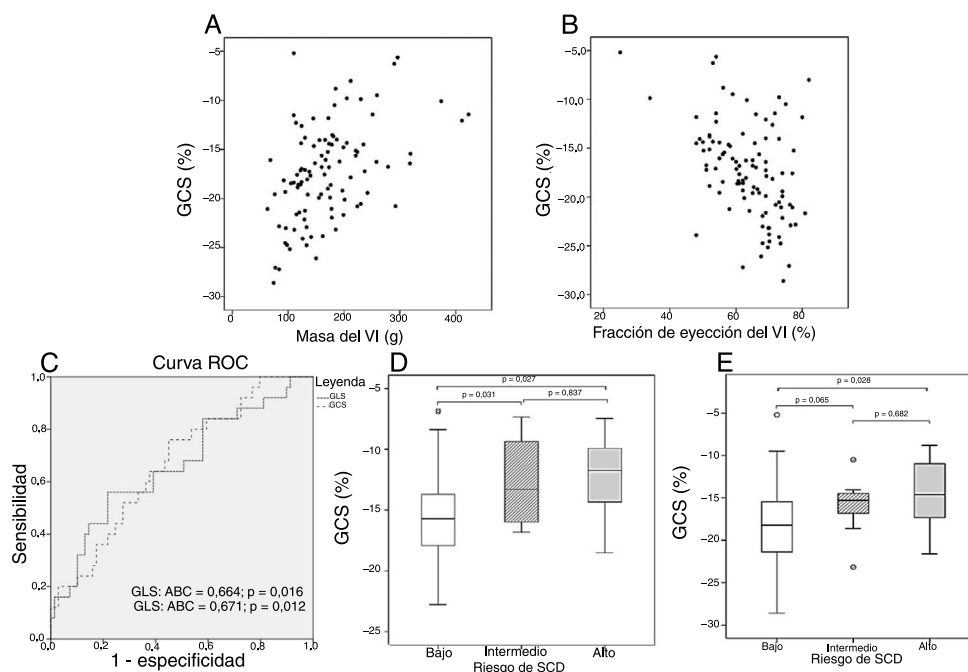 A
GCS (%)
−5
−10
−15
−20
−25
−30
0
100
200
300
400
Masa del VI (g)
B
GCS (%)
−5.0
−10.0
−15.0
−20.0
−25.0
−30.0
20
40
60
80
Fracción de eyección del VI (%)
C
Curva ROC
Leyenda
GLS
GCS
Sensibilidad
1.0
0.8
0.6
0.4
0.2
0.0
0.0
0.2
0.4
0.6
0.8
1.0
GLS: ABC = 0,664; p = 0,016
GLS: ABC = 0,671; p = 0,012
1 - especificidad
D
GCS (%)
−5
−10
−15
−20
−25
p = 0,027
p = 0,031
p = 0,837
Bajo
Intermedio
Alto
Riesgo de SCD
E
GCS (%)
−5
−10
−15
−20
−25
−30
p = 0,028
p = 0,065
p = 0,682
Bajo
Intermedio
Alto
Riesgo de SCD